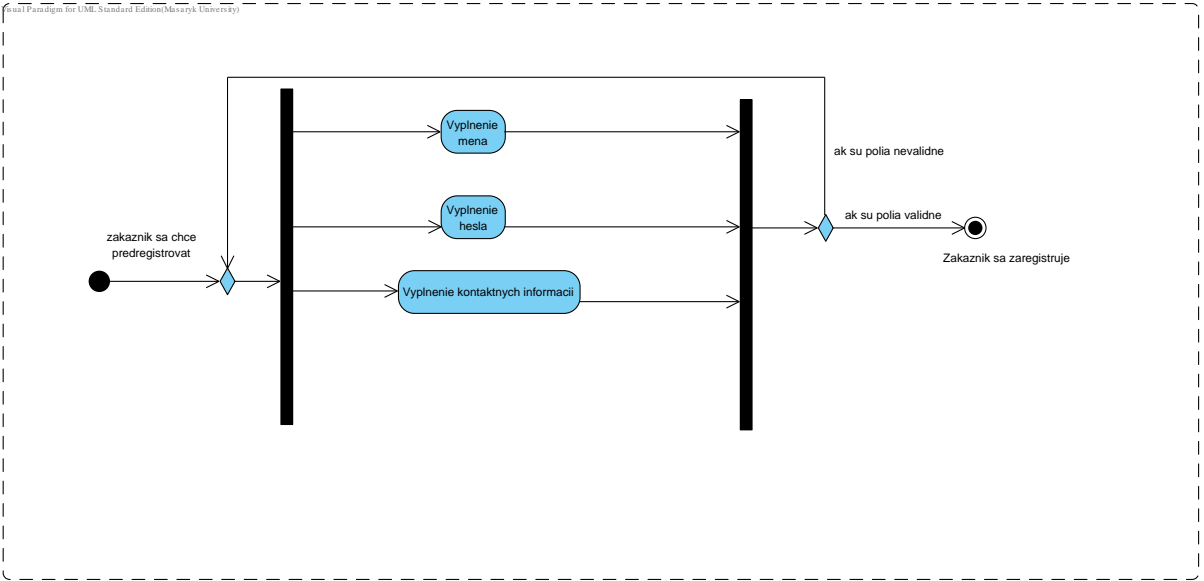 Visual Paradigm for UML Standard Edition(Masaryk University)
Vyplnenie
mena
ak su polia nevalidne
Vyplnenie
hesla
ak su polia validne
zakaznik sa chce
predregistrovat
Zakaznik sa zaregistruje
Vyplnenie kontaktnych informacii